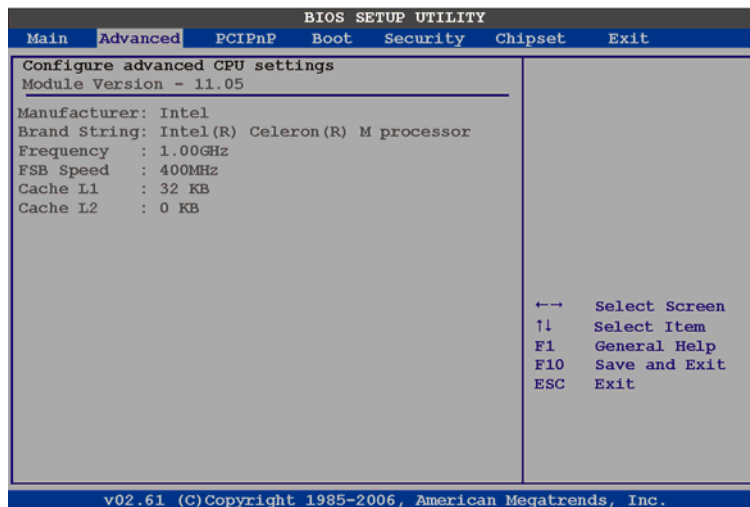 BIOS SETUP UTILITY
Main Advanced PCIPnP Boot Security Chipset Exit
Configure advanced CPU settings
Module Version - 11.05
Manufacturer: Intel
Brand String: Intel(R) Celeron(R) M processor
Frequency : 1.00GHz
FSB Speed : 400MHz
Cache L1 : 32 KB
Cache L2 : 0 KB
←→ Select Screen
↑↓ Select Item
F1 General Help
F10 Save and Exit
ESC Exit
v02.61 (C)Copyright 1985-2006, American Megatrends, Inc.